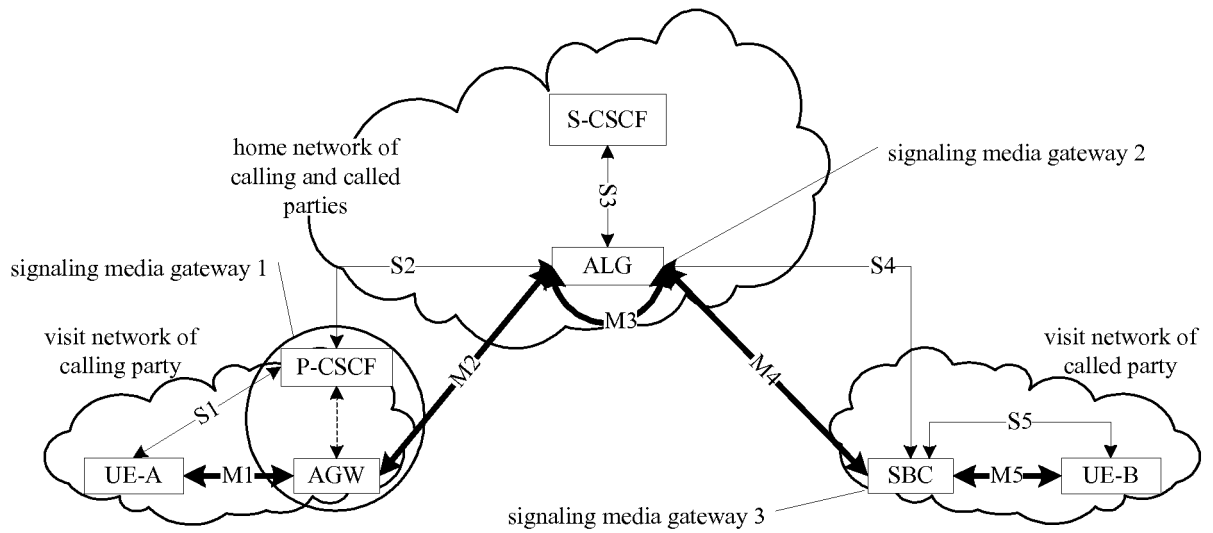 S-CSCF
home network of
calling and called
parties
signaling media gateway 2
S3
signaling media gateway 1
S2
ALG
S4
M3
visit network of
calling party
P-CSCF
M2
M4
visit network of
called party
S1
S5
UE-A
M1
AGW
SBC
M5
UE-B
signaling media gateway 3